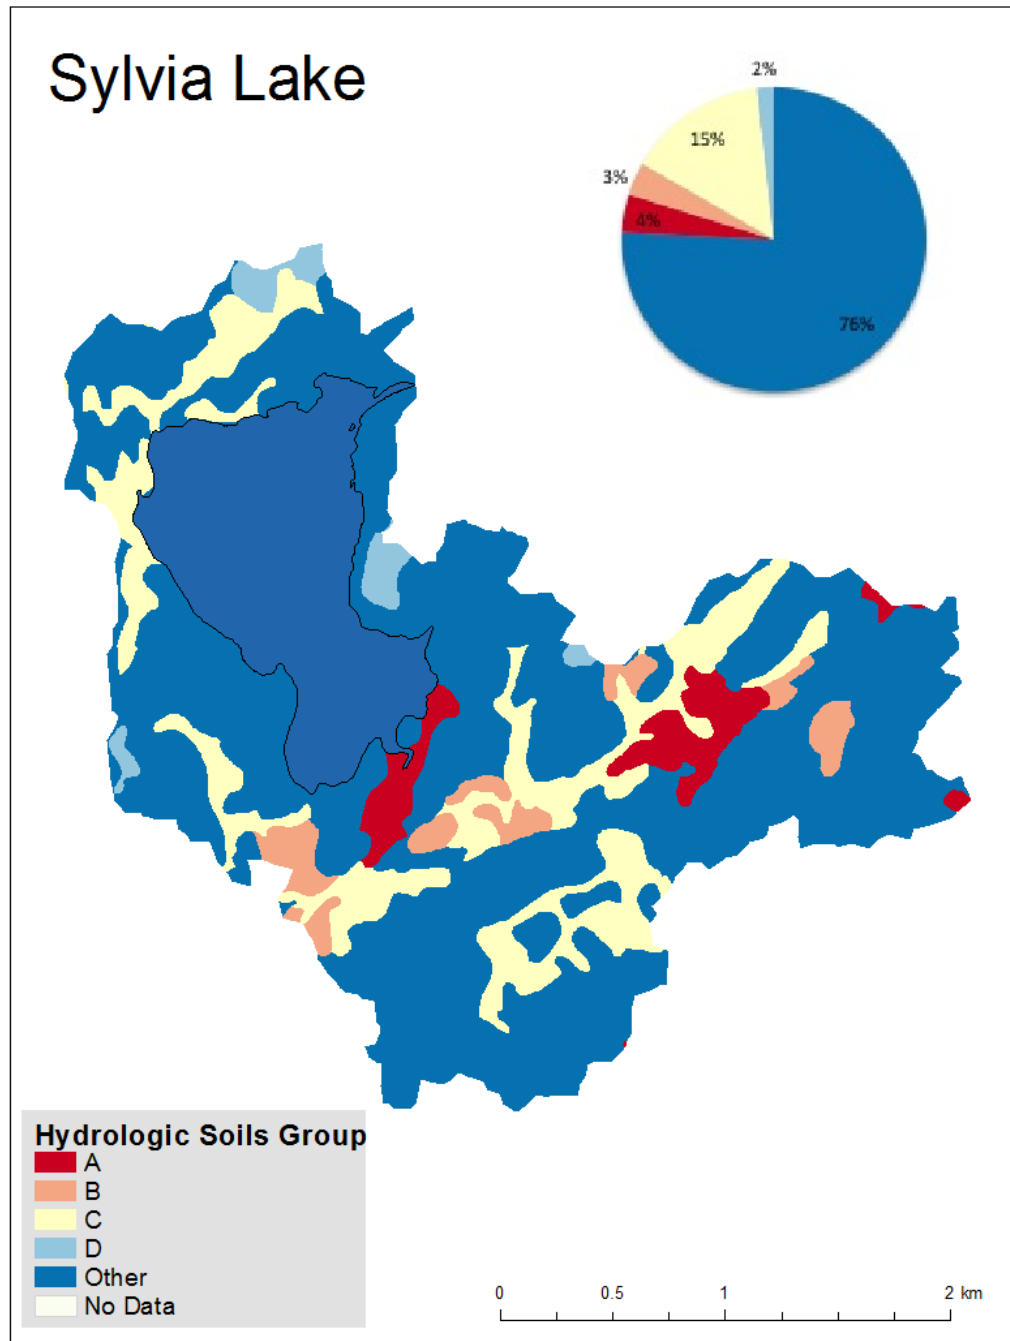 Sylvia Lake
2%
15%
3%
4%
76%
Hydrologic Soils Group
A
B
C
D
Other
No Data
0 0.5 1 2 km